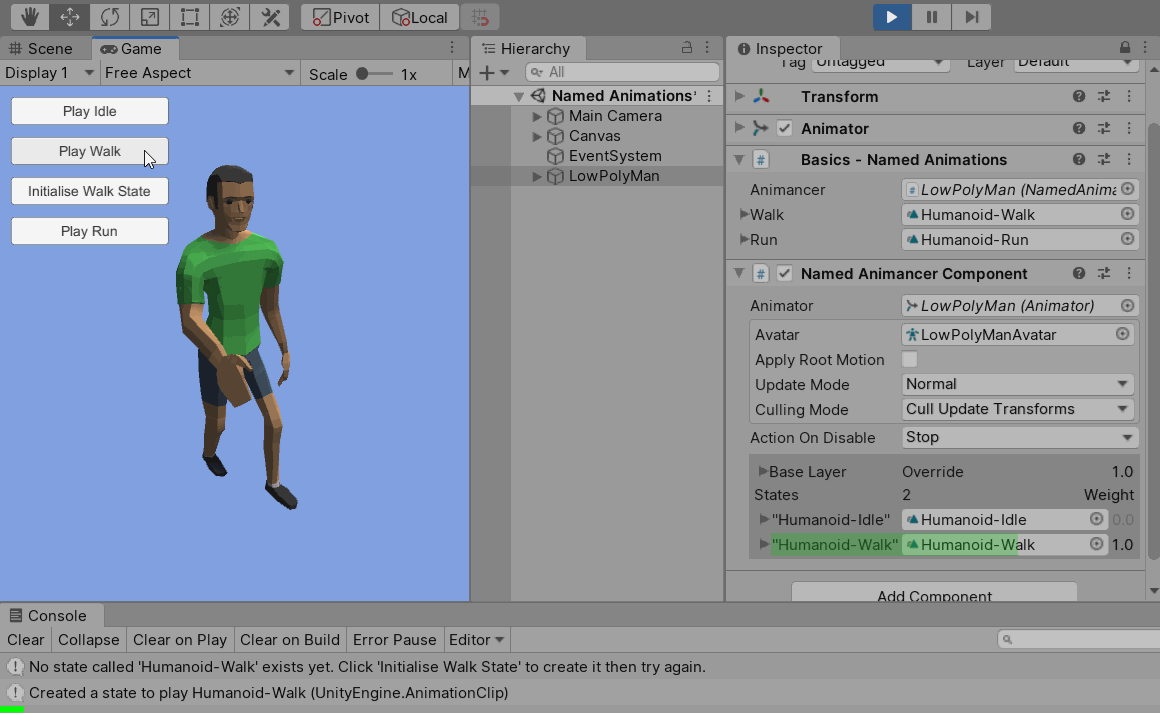 Pivot Local
Scene Game
Display 1 Free Aspect Scale 1x M
Play Idle
Play Walk
Initialise Walk State
Play Run
Hierarchy
All
Named Animations'
Main Camera
Canvas
EventSystem
LowPolyMan
Inspector
Tag Untagged Layer Default
Transform
Animator
# Basics - Named Animations
Animancer # LowPolyMan (NamedAnima
Walk Humanoid-Walk
Run Humanoid-Run
# Named Animancer Component
Animator LowPolyMan (Animator)
Avatar LowPolyManAvatar
Apply Root Motion
Update Mode Normal
Culling Mode Cull Update Transforms
Action On Disable Stop
Base Layer Override 1.0
States 2 Weight
"Humanoid-Idle" Humanoid-Idle 0.0
"Humanoid-Walk" Humanoid-Walk 1.0
Add Component
Console
Clear Collapse Clear on Play Clear on Build Error Pause Editor
No state called 'Humanoid-Walk' exists yet. Click 'Initialise Walk State' to create it then try again.
Created a state to play Humanoid-Walk (UnityEngine.AnimationClip)